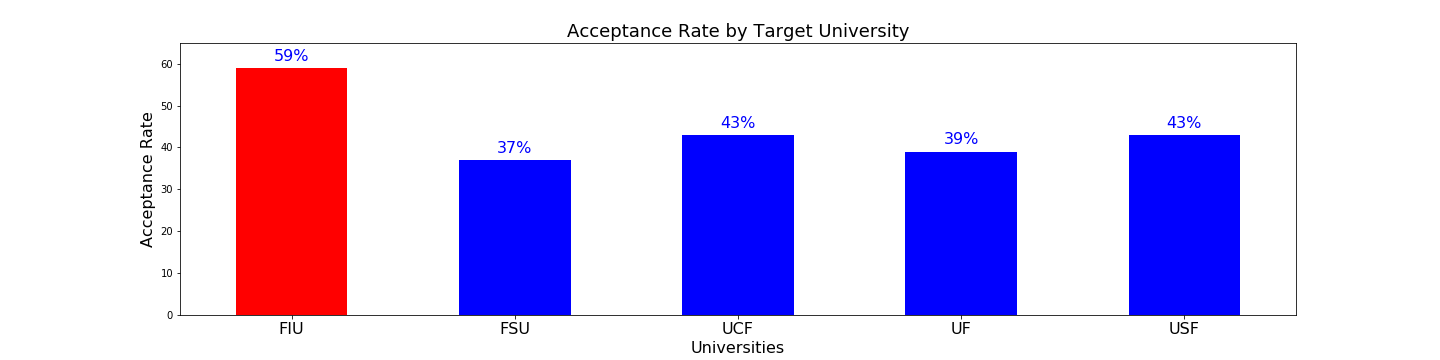 Acceptance Rate by Target University
Acceptance Rate
60
50
40
30
20
10
0
59%
37%
43%
39%
43%
FIU
FSU
UCF
UF
USF
Universities